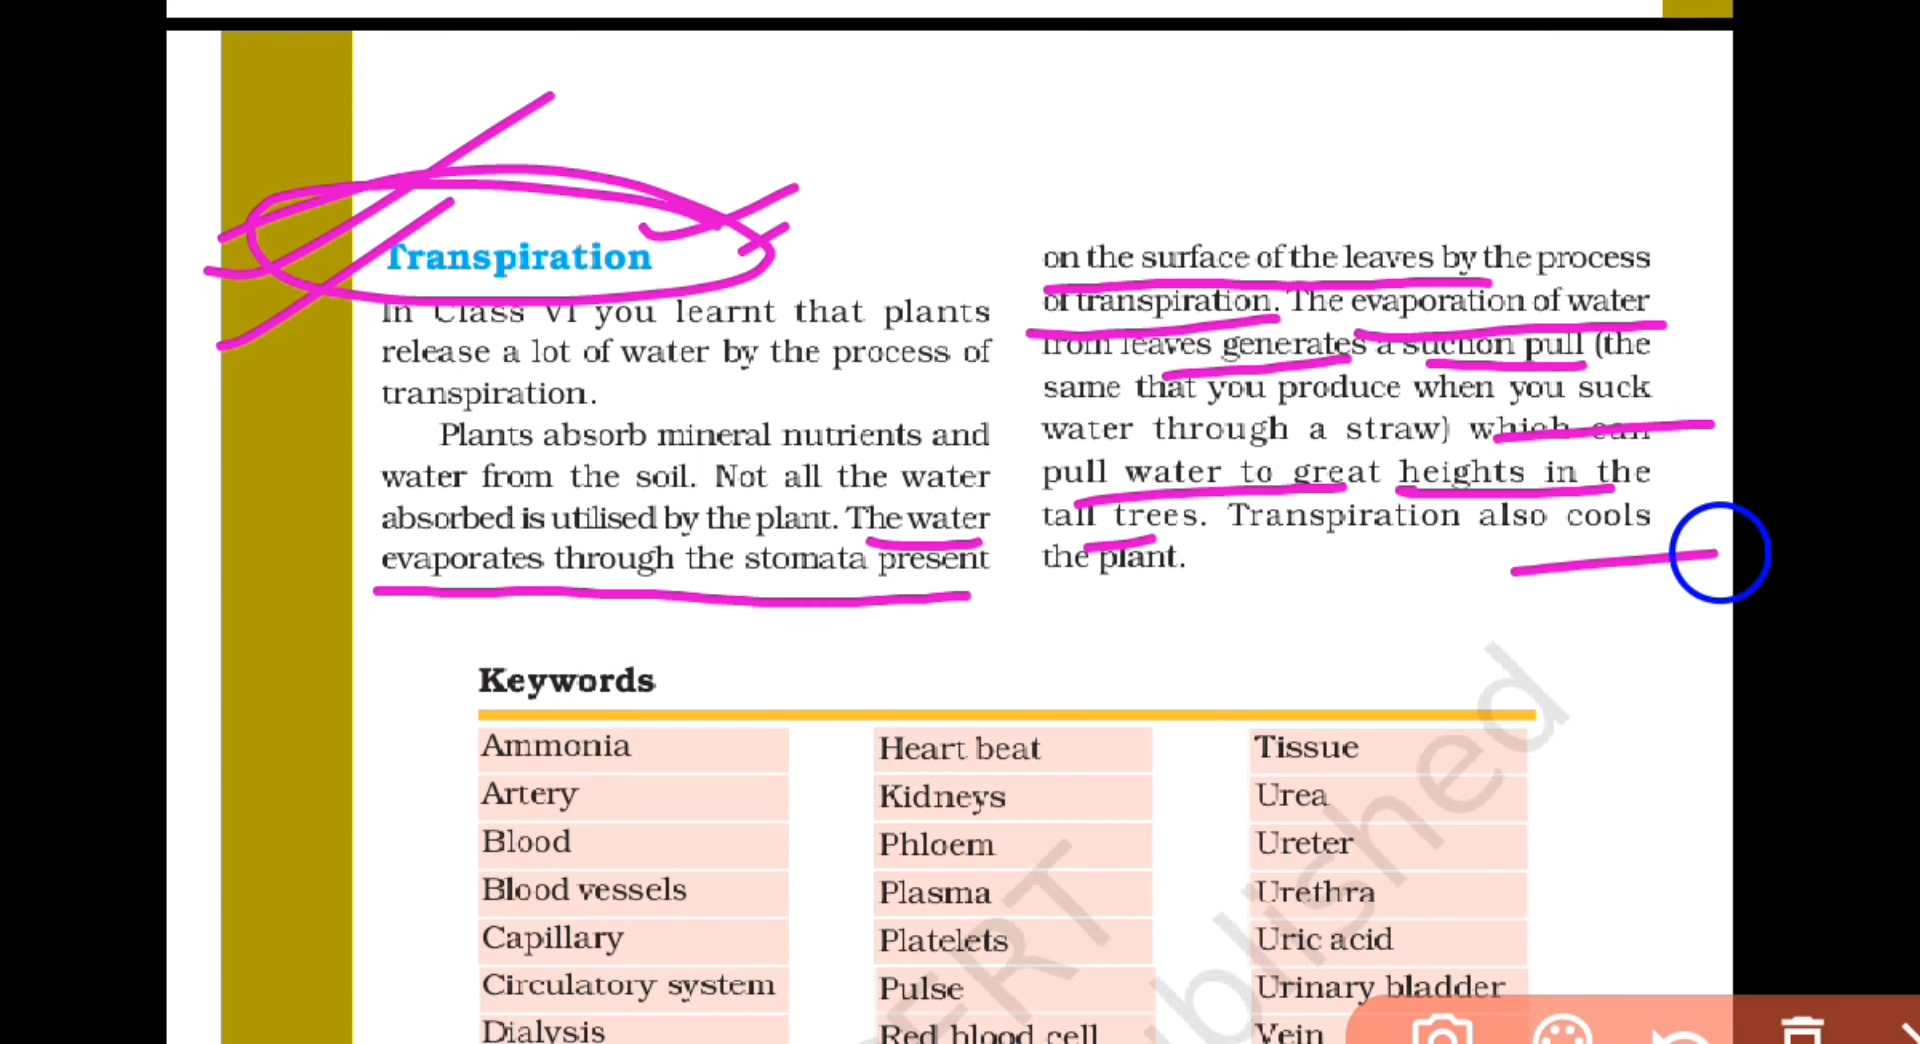 Transpiration
In Class VI you learnt that plants
release a lot of water by the process of
transpiration.
Plants absorb mineral nutrients and
water from the soil. Not all the water
absorbed is utilised by the plant. The water
evaporates through the stomata present
on the surface of the leaves by the process
of transpiration. The evaporation of water
from leaves generates a suction pull (the
same that you produce when you suck
water through a straw) which can
pull water to great heights in the
tall trees. Transpiration also cools
the plant.
Keywords
Ammonia
Artery
Blood
Blood vessels
Capillary
Circulatory system
Dialysis
Heart beat
Kidneys
Phloem
Plasma
Platelets
Pulse
Red blood cell
Tissue
Urea
Ureter
Urethra
Uric acid
Urinary bladder
Vein